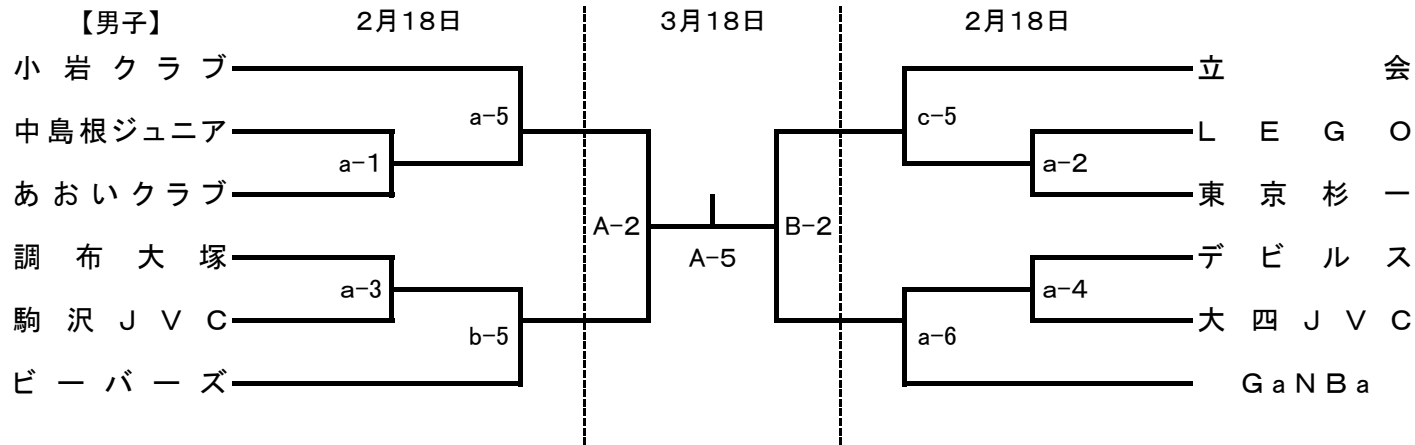 【男子】 2月18日 3月18日 2月18日
小岩クラブ 立会
a-5 c-5
中島根ジュニア LEGO
a-1 a-2
あおいクラブ 東京杉一
A-2 B-2
調布大塚 A-5 デビルス
a-3 a-4
駒沢JVC 大四JVC
b-5 a-6
ビーバーズ GaNBa